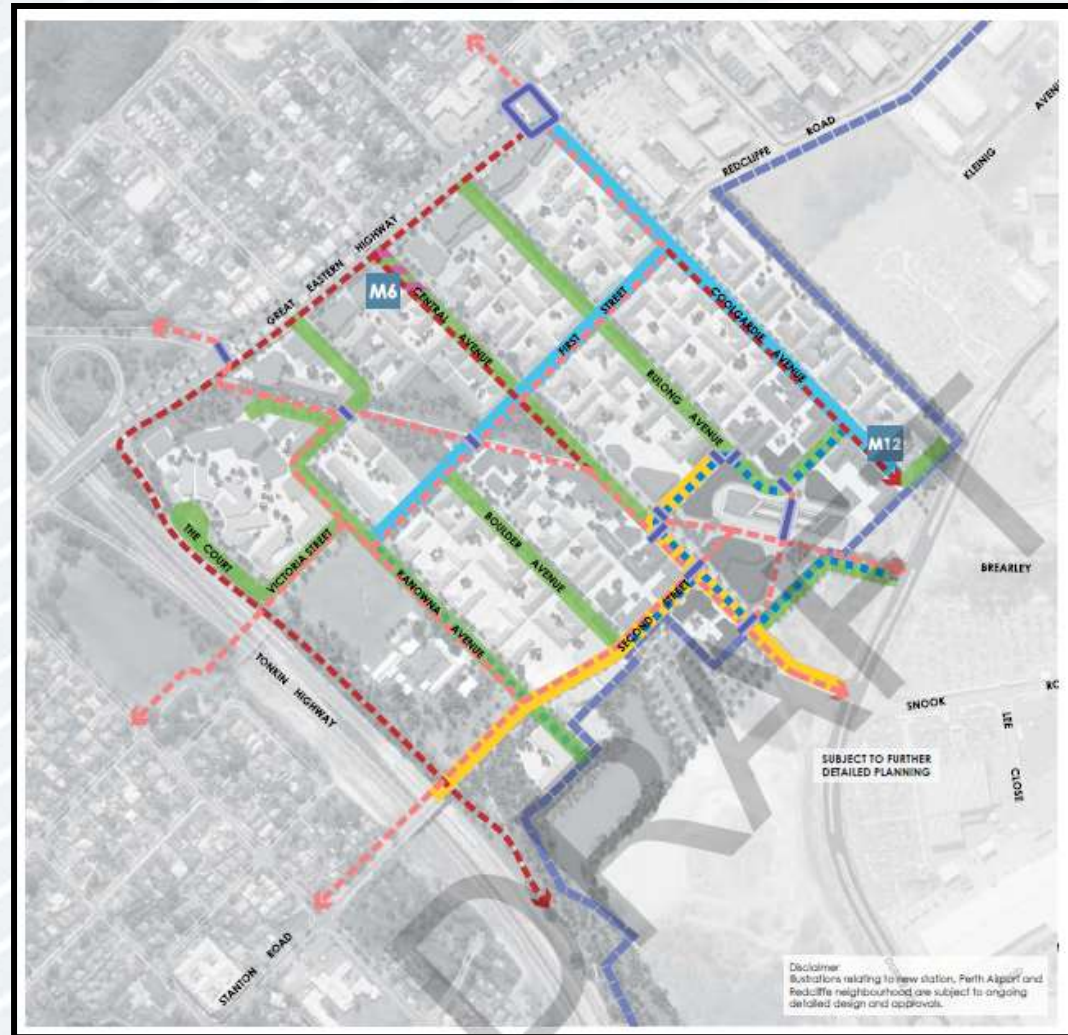 REDCLIFFE ROAD
KLEINIG
AVENUE
GREAT EASTERN HIGHWAY
M6
CENTRAL AVENUE
FIRST STREET
COOLGARDIE AVENUE
BULONG AVENUE
M12
THE COURT
VICTORIA STREET
BOULDER AVENUE
KANOWNA AVENUE
SECOND STREET
BREARLEY
TONKIN HIGHWAY
SNOOK
LEE CLOSE
SUBJECT TO FURTHER
DETAILED PLANNING
STANTON ROAD
DRAFT
Disclaimer
Illustrations relating to new station, Perth Airport and
Redcliffe neighbourhood are subject to ongoing
detailed design and approvals.